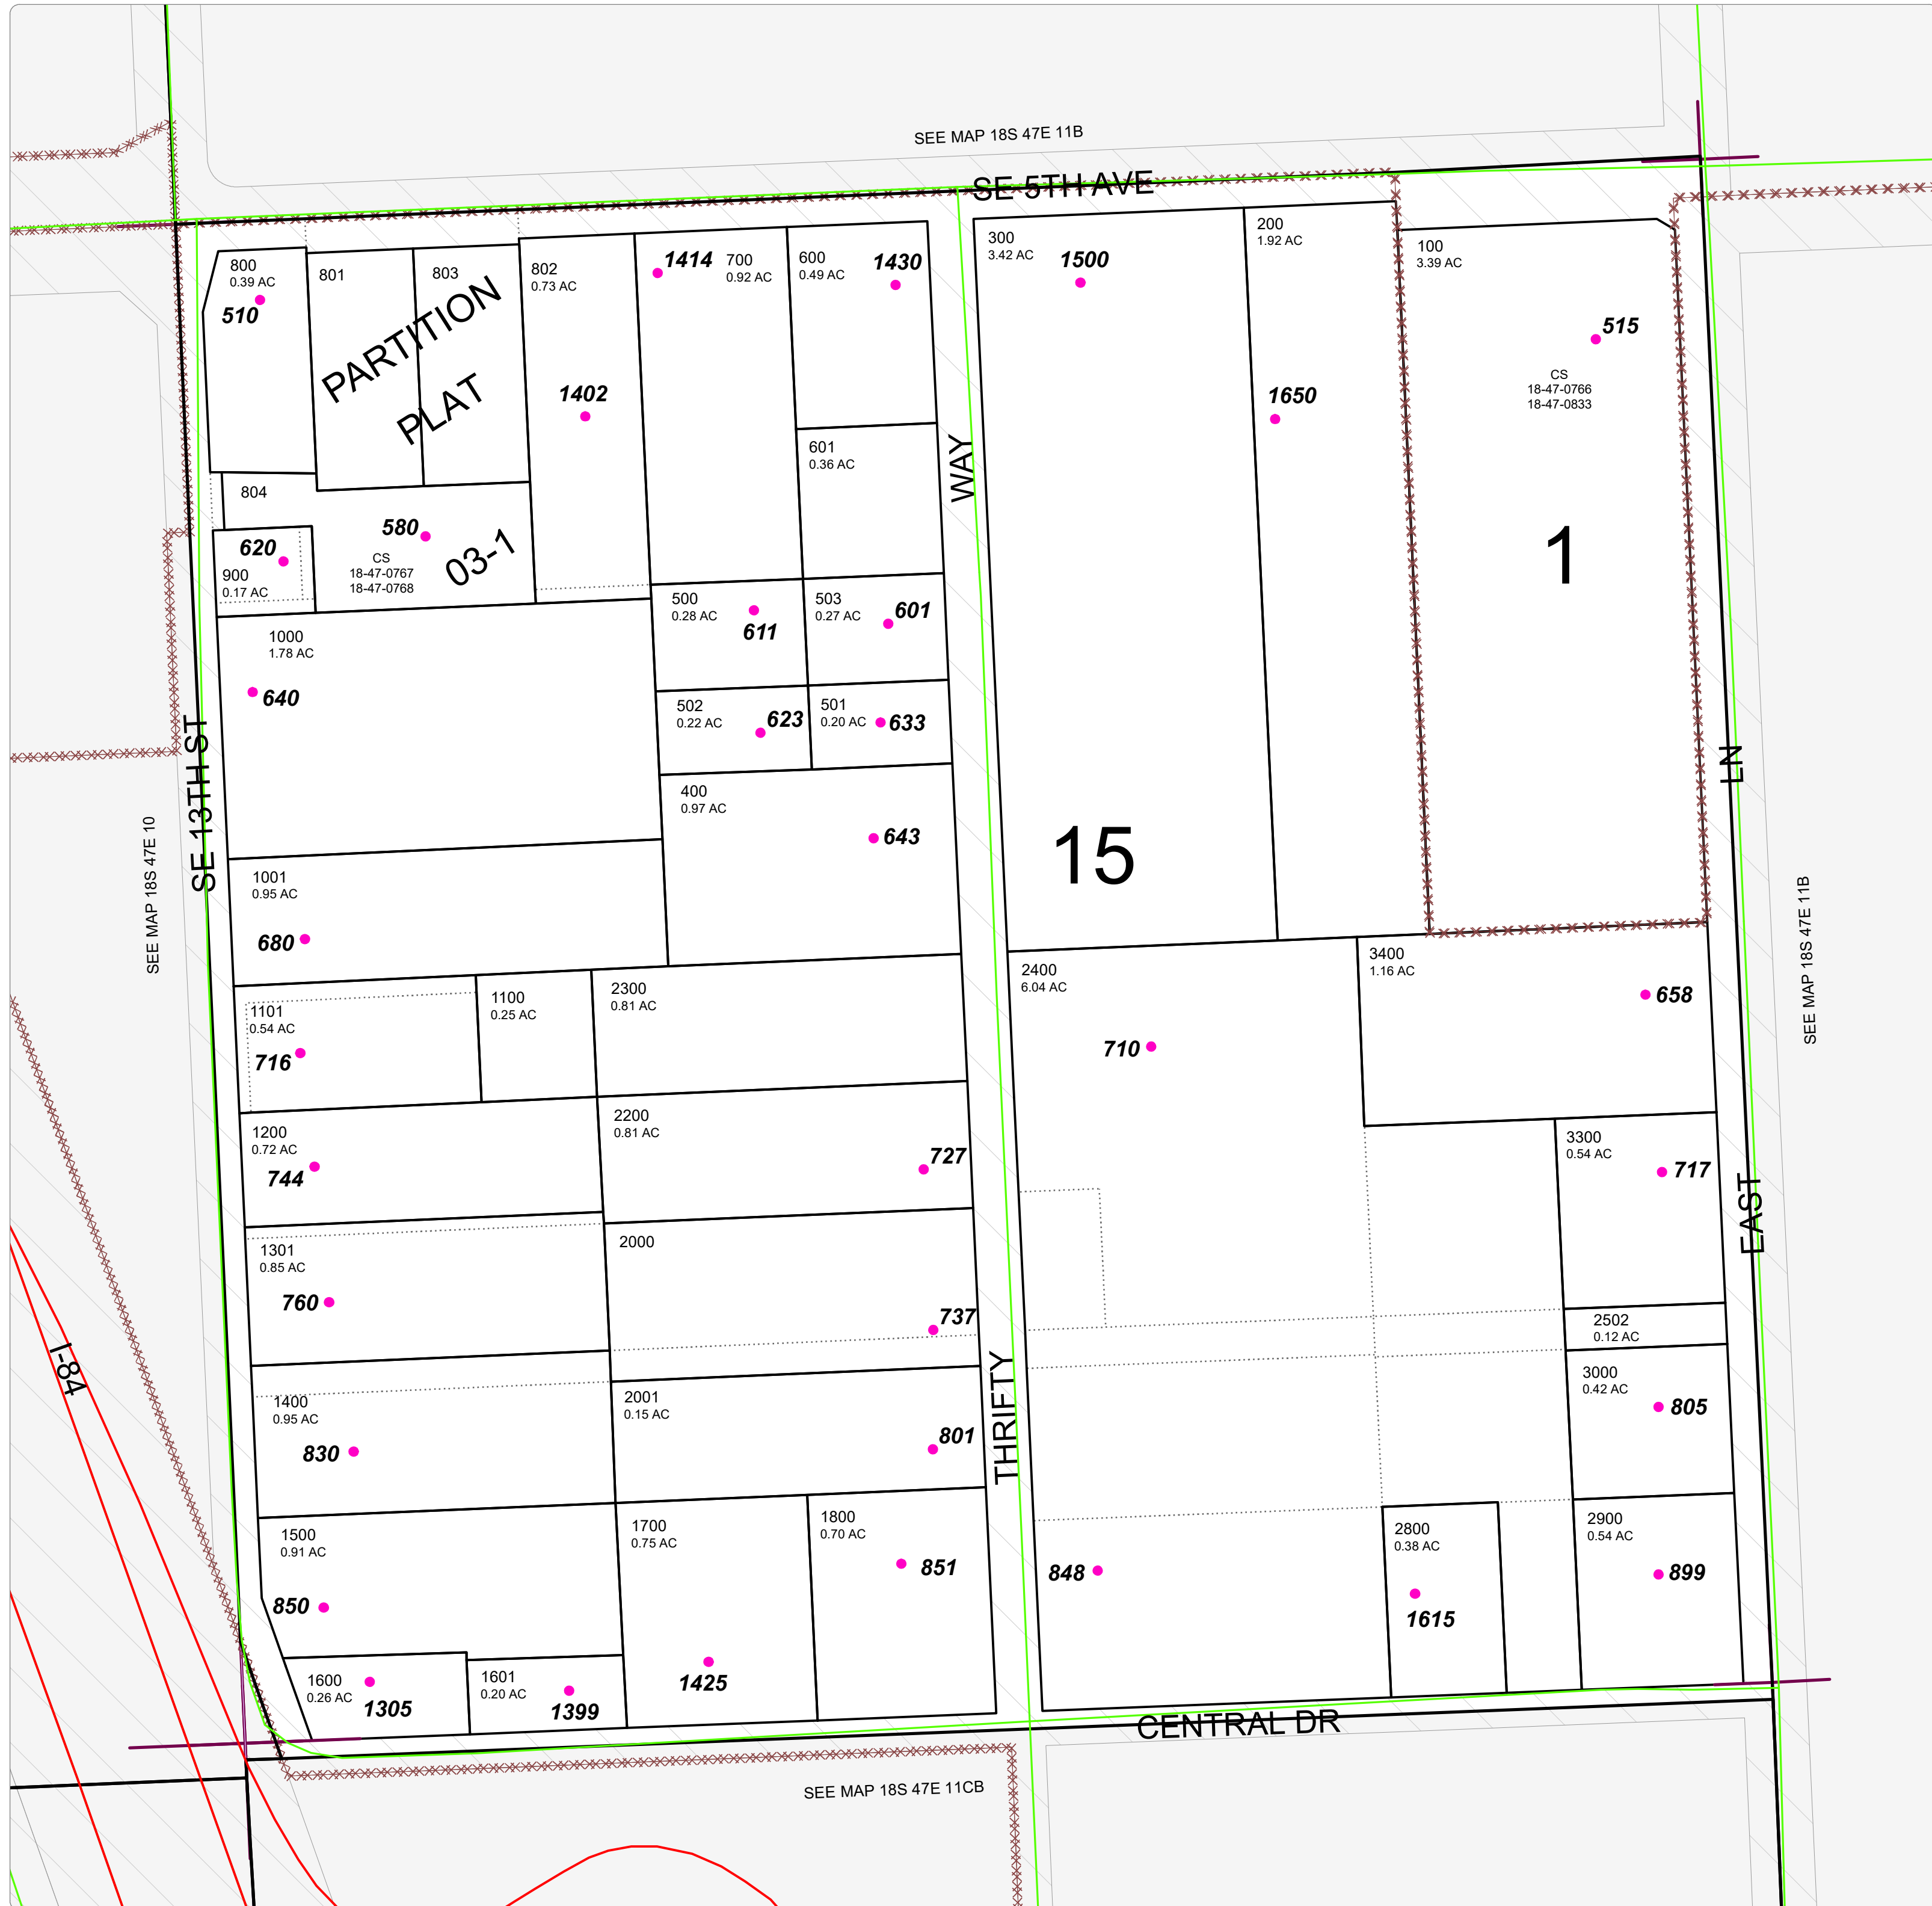 SEE MAP 18S 47E 11B
SE 5TH AVE
800
0.39 AC
510
801
803
PARTITION
PLAT
802
0.73 AC
1402
1414
700
0.92 AC
600
0.49 AC
1430
300
3.42 AC
1500
200
1.92 AC
1650
100
3.39 AC
515
CS
18-47-0766
18-47-0833
1
601
0.36 AC
WAY
804
580
CS
18-47-0767
18-47-0768
03-1
620
900
0.17 AC
1000
1.78 AC
640
500
0.28 AC
611
503
0.27 AC
601
502
0.22 AC
623
501
0.20 AC
633
400
0.97 AC
643
15
SE 13TH ST
LN
SEE MAP 18S 47E 10
SEE MAP 18S 47E 11B
1001
0.95 AC
680
1101
0.54 AC
716
1100
0.25 AC
2300
0.81 AC
2400
6.04 AC
710
3400
1.16 AC
658
1200
0.72 AC
744
2200
0.81 AC
727
3300
0.54 AC
717
EAST
1301
0.85 AC
760
2000
737
2502
0.12 AC
I-84
1400
0.95 AC
830
2001
0.15 AC
801
THRIFTY
3000
0.42 AC
805
1500
0.91 AC
850
1700
0.75 AC
1425
1800
0.70 AC
851
848
2800
0.38 AC
1615
2900
0.54 AC
899
1600
0.26 AC
1305
1601
0.20 AC
1399
CENTRAL DR
SEE MAP 18S 47E 11CB